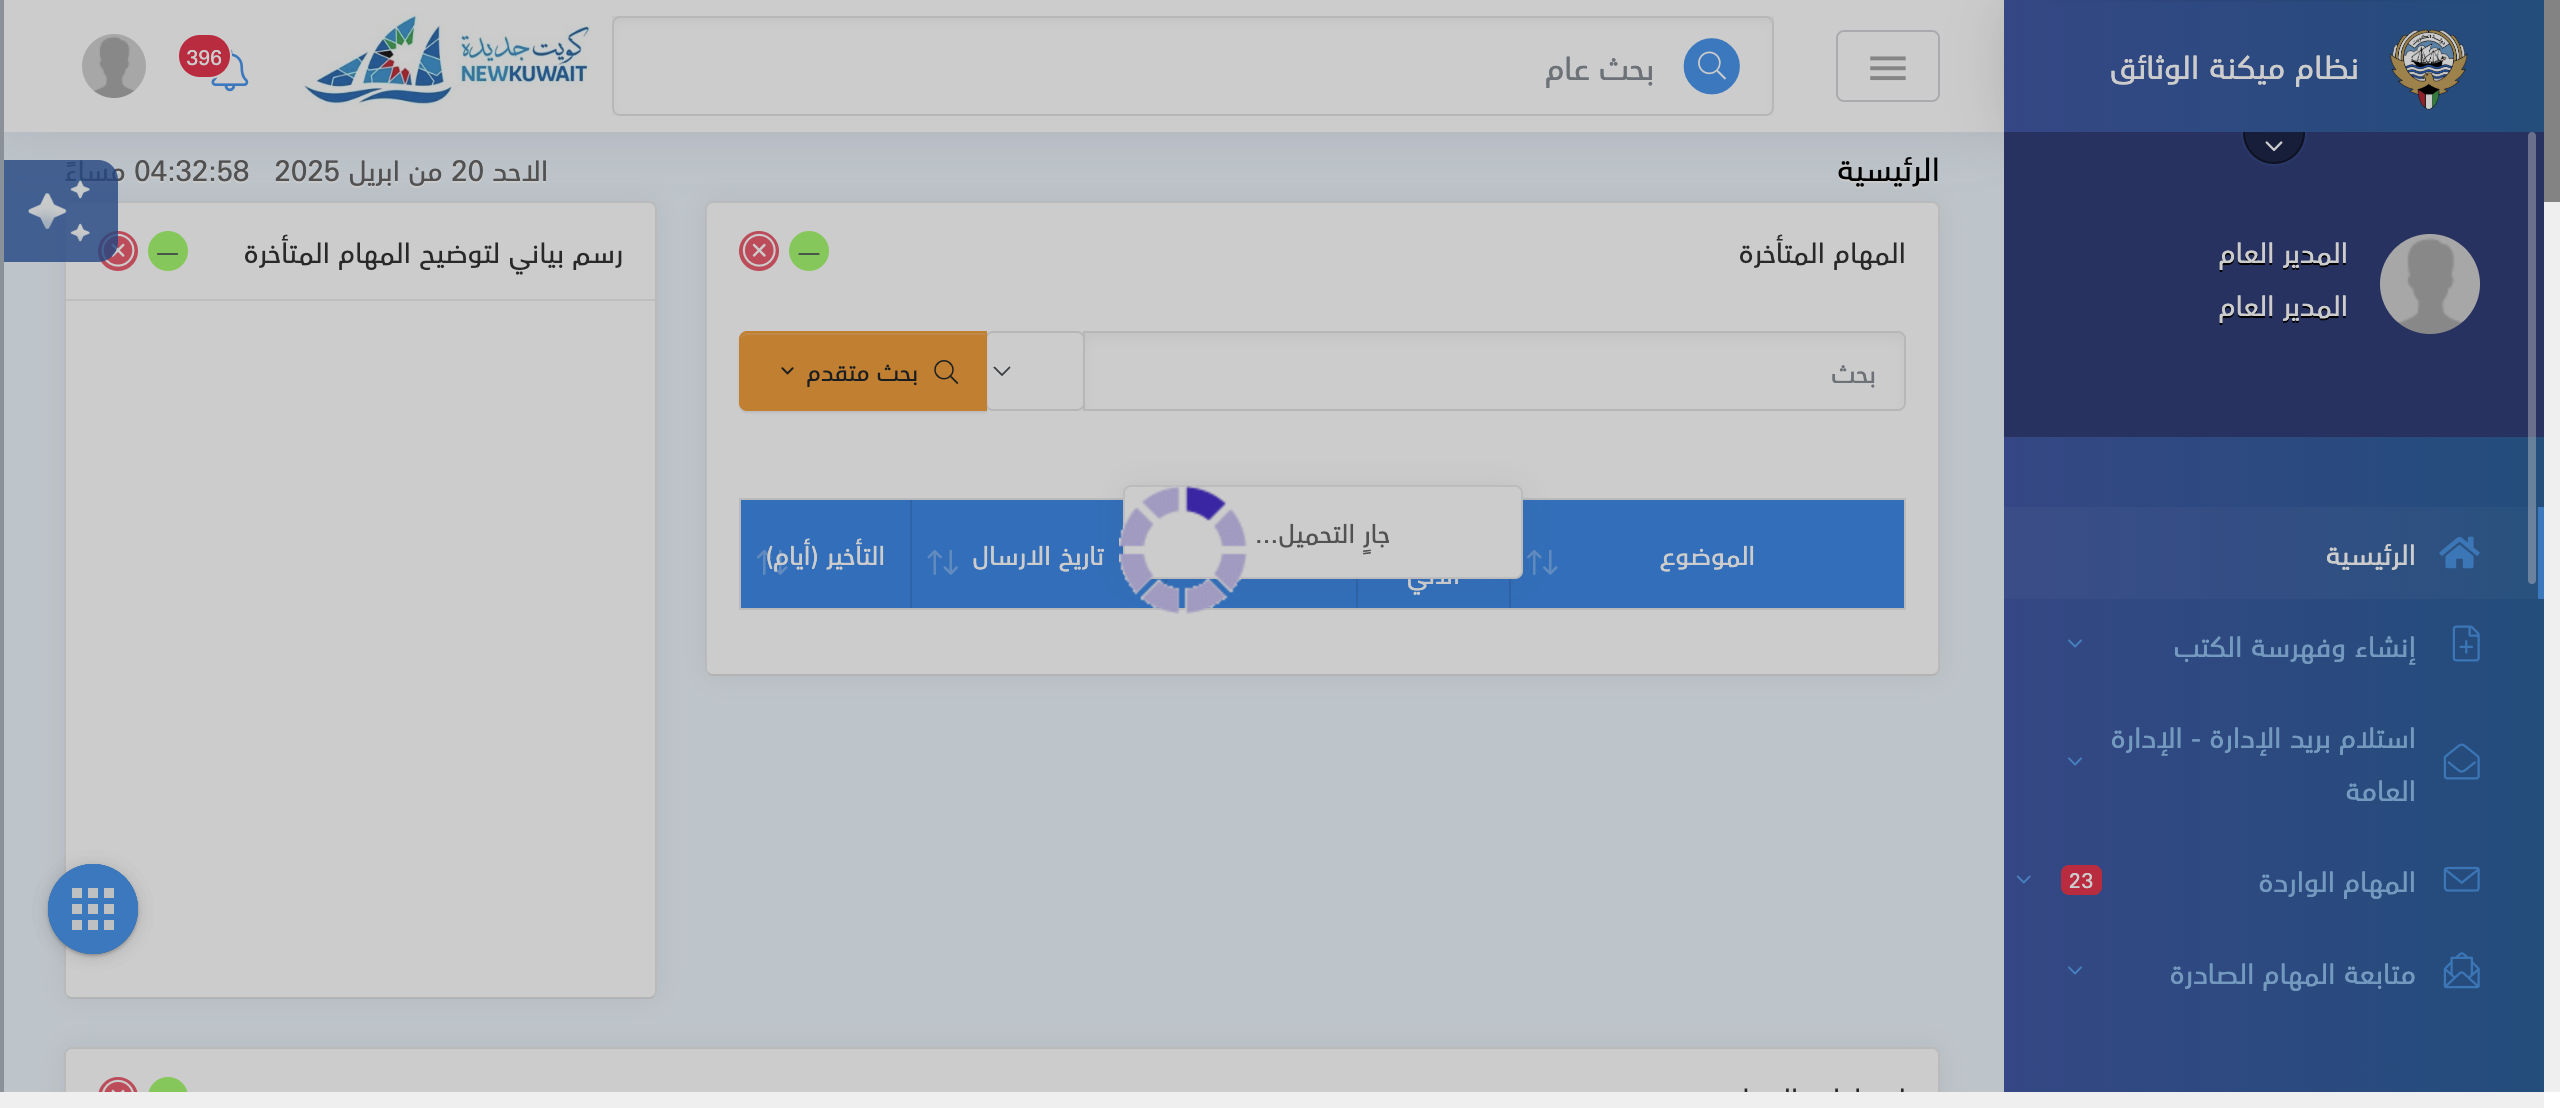 نظام ميكنة الوثائق
بحث عام
كويت جديدة
NEWKUWAIT
396
المدير العام
المدير العام
الرئيسية
إنشاء وفهرسة الكتب
استلام بريد الإدارة - الإدارة
العامة
المهام الواردة
23
متابعة المهام الصادرة
الرئيسية
الاحد 20 من ابريل 2025 04:32:58 مساءً
المهام المتأخرة
بحث
بحث متقدم
الموضوع
تاريخ الارسال
التأخير (أيام)
جارٍ التحميل...
رسم بياني لتوضيح المهام المتأخرة